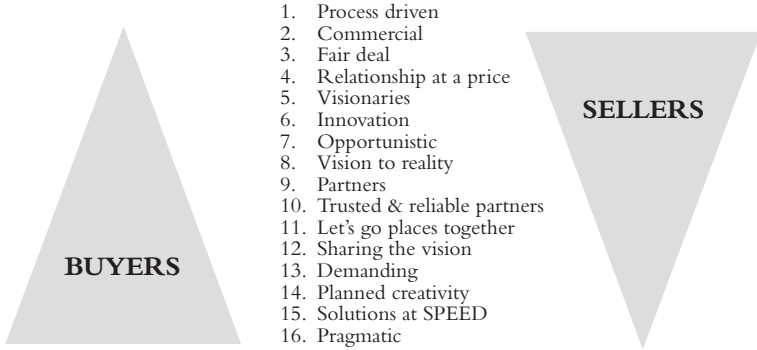 1. Process driven
2. Commercial
3. Fair deal
4. Relationship at a price
5. Visionaries
6. Innovation
7. Opportunistic
8. Vision to reality
9. Partners
10. Trusted & reliable partners
11. Let's go places together
12. Sharing the vision
13. Demanding
14. Planned creativity
15. Solutions at SPEED
16. Pragmatic
BUYERS
SELLERS